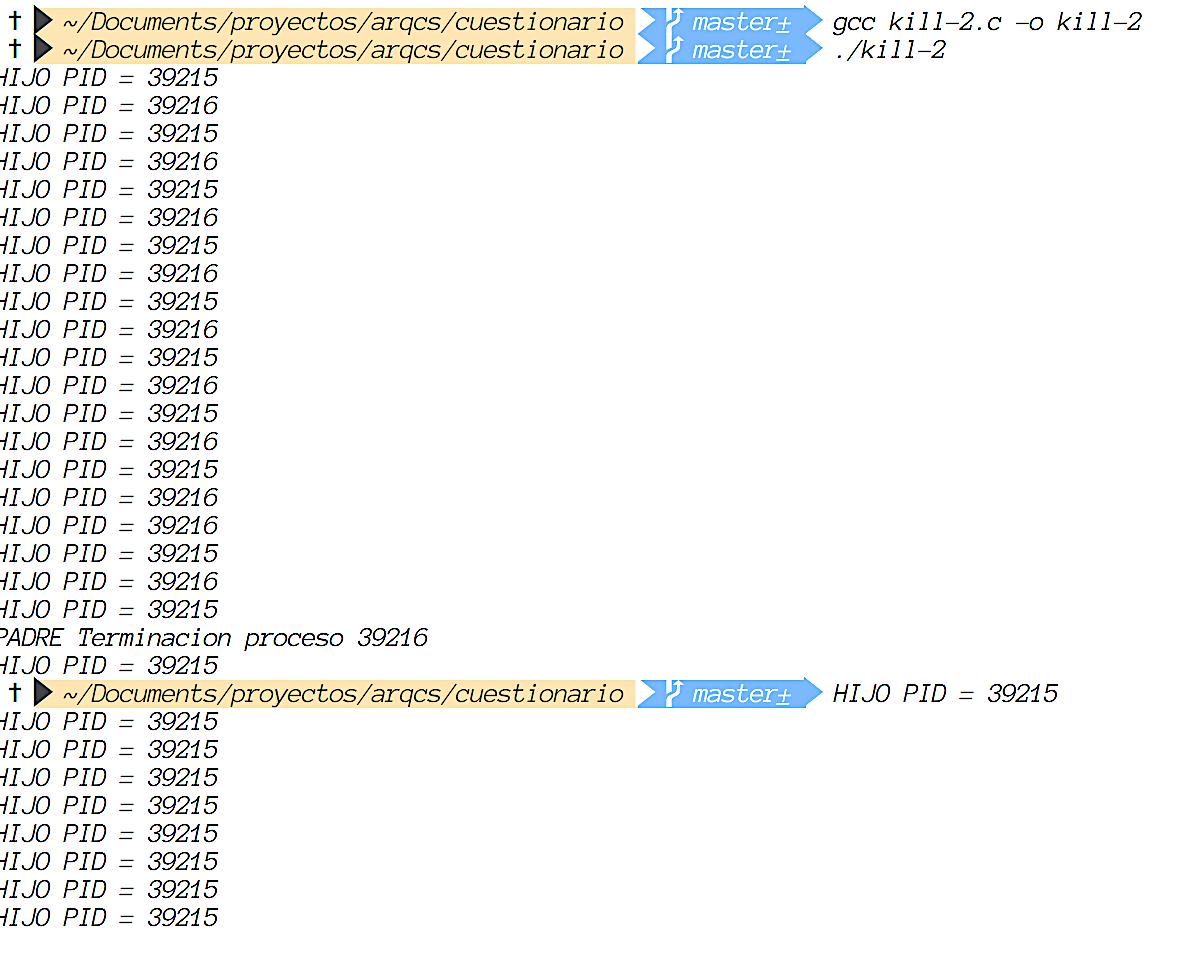 † ~/Documents/proyectos/arqcs/cuestionario master± gcc kill-2.c -o kill-2
† ~/Documents/proyectos/arqcs/cuestionario master± ./kill-2
HIJO PID = 39215
HIJO PID = 39216
HIJO PID = 39215
HIJO PID = 39216
HIJO PID = 39215
HIJO PID = 39216
HIJO PID = 39215
HIJO PID = 39216
HIJO PID = 39215
HIJO PID = 39216
HIJO PID = 39215
HIJO PID = 39216
HIJO PID = 39215
HIJO PID = 39216
HIJO PID = 39215
HIJO PID = 39216
HIJO PID = 39216
HIJO PID = 39215
HIJO PID = 39216
HIJO PID = 39215
PADRE Terminacion proceso 39216
HIJO PID = 39215
† ~/Documents/proyectos/arqcs/cuestionario master± HIJO PID = 39215
HIJO PID = 39215
HIJO PID = 39215
HIJO PID = 39215
HIJO PID = 39215
HIJO PID = 39215
HIJO PID = 39215
HIJO PID = 39215
HIJO PID = 39215